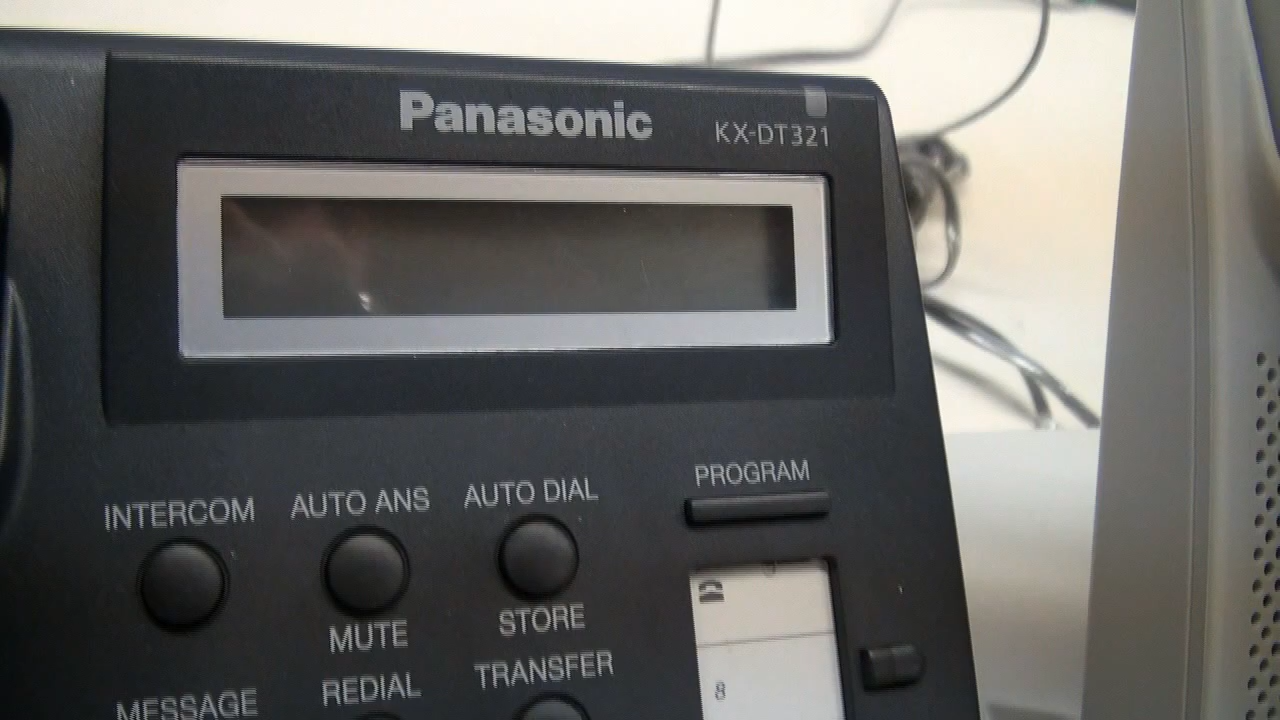 Panasonic
KX-DT321
PROGRAM
INTERCOM AUTO ANS AUTO DIAL
MUTE STORE
MESSAGE REDIAL TRANSFER
8